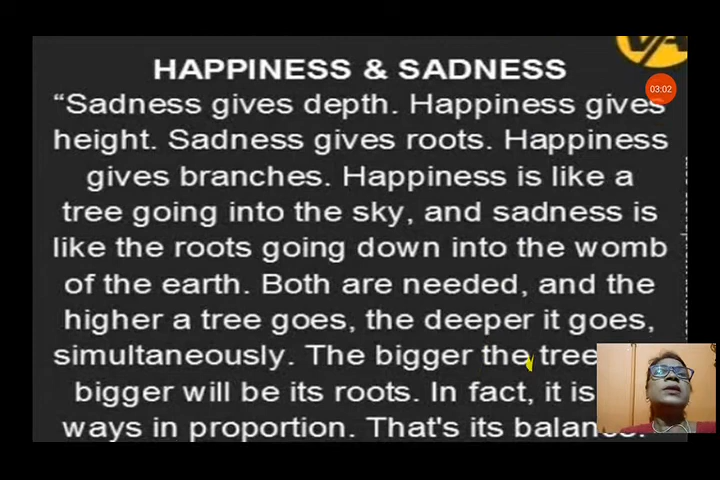 HAPPINESS & SADNESS
03:02
“Sadness gives depth. Happiness gives
height. Sadness gives roots. Happiness
gives branches. Happiness is like a
tree going into the sky, and sadness is
like the roots going down into the womb
of the earth. Both are needed, and the
higher a tree goes, the deeper it goes,
simultaneously. The bigger the tree
bigger will be its roots. In fact, it is
ways in proportion. That's its balance.